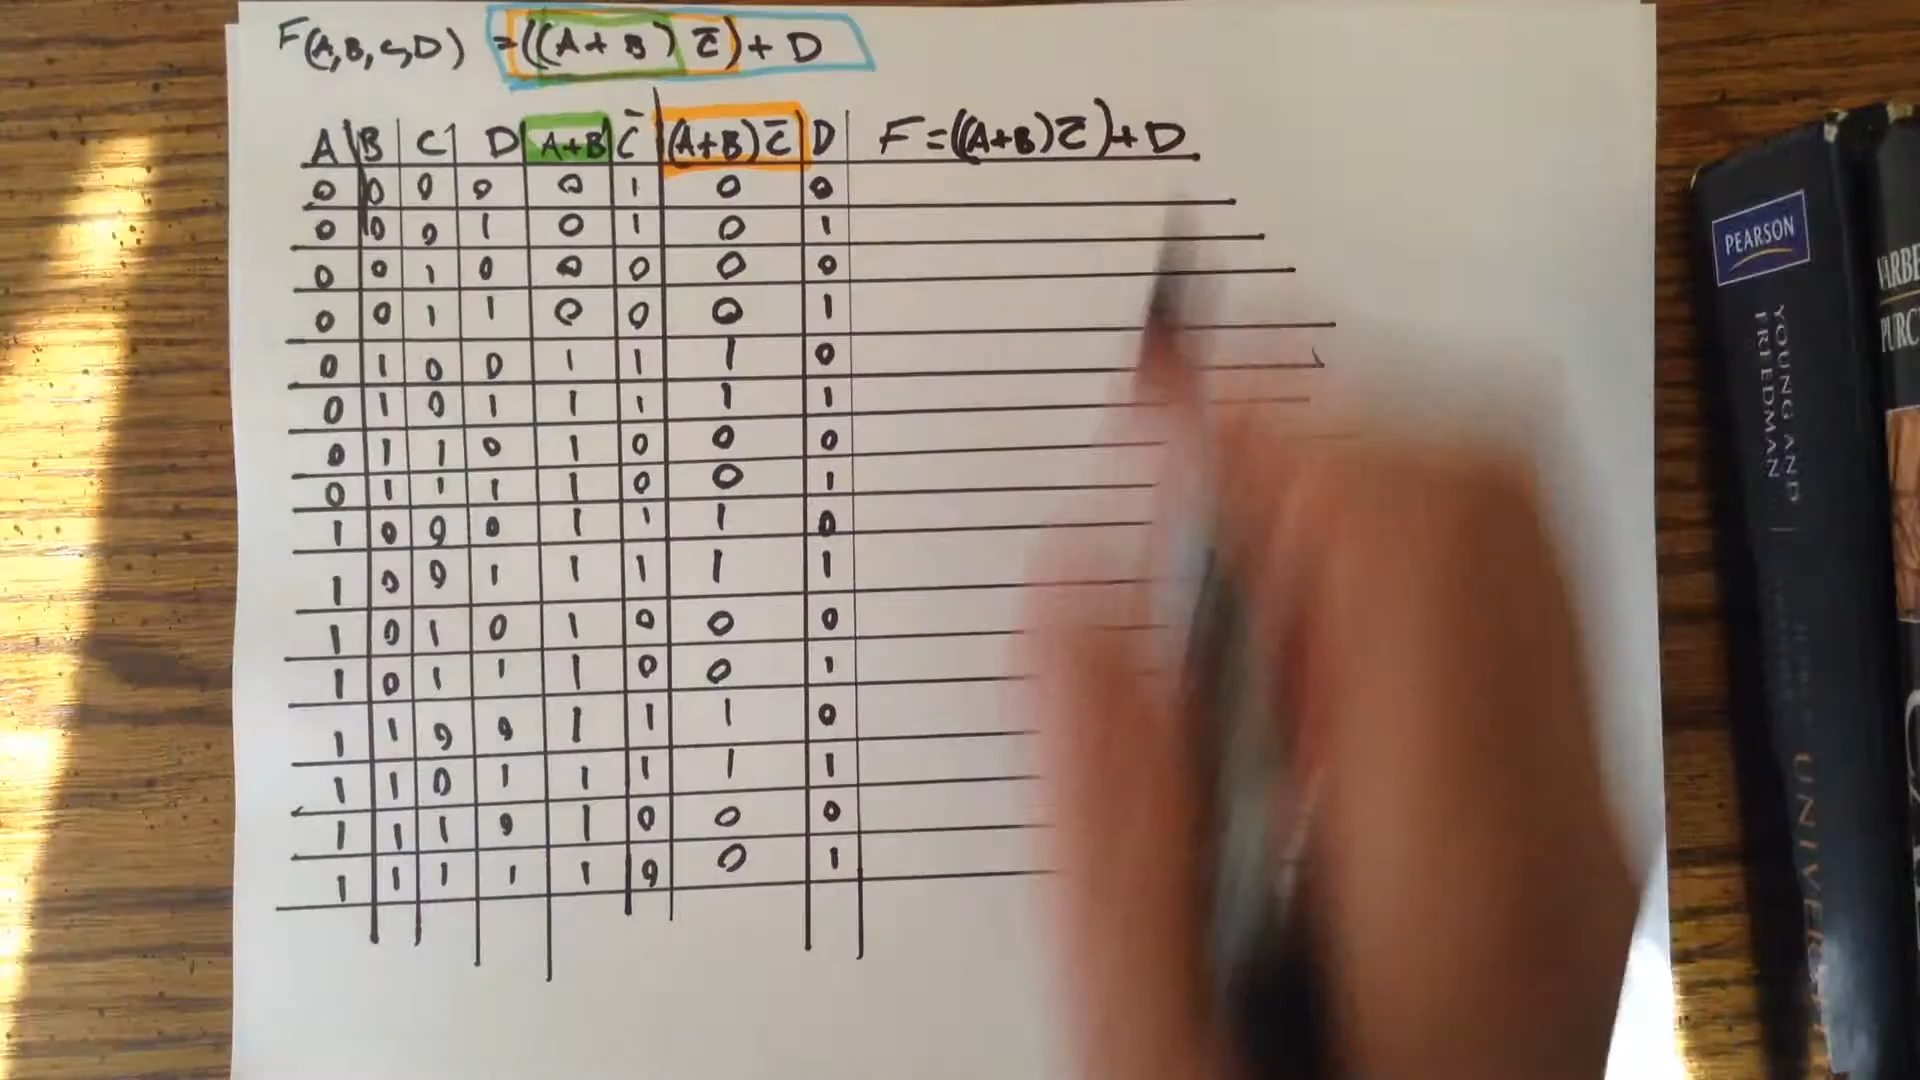 F(A,B,C,D) =((A+B) C̅)+D
A B C D A+B C̅ (A+B)C̅ D F=((A+B)C̅)+D
0 0 0 0 0 1 0 0
0 0 0 1 0 1 0 1
0 0 1 0 0 0 0 0
0 0 1 1 0 0 0 1
0 1 0 0 1 1 1 0
0 1 0 1 1 1 1 1
0 1 1 0 1 0 0 0
0 1 1 1 1 0 0 1
1 0 0 0 1 1 1 0
1 0 0 1 1 1 1 1
1 0 1 0 1 0 0 0
1 0 1 1 1 0 0 1
1 1 0 0 1 1 1 0
1 1 0 1 1 1 1 1
1 1 1 0 1 0 0 0
1 1 1 1 1 0 0 1
PEARSON
YOUNG AND
FREEDMAN